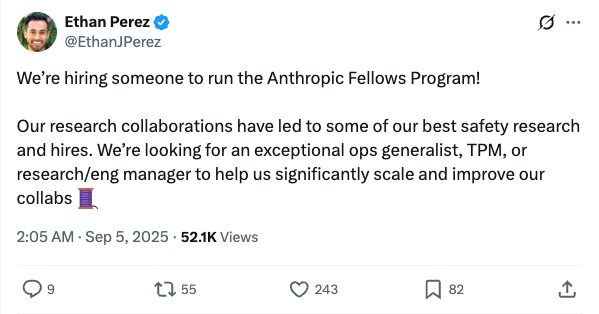 Ethan Perez
@EthanJPerez
We’re hiring someone to run the Anthropic Fellows Program!
Our research collaborations have led to some of our best safety research
and hires. We’re looking for an exceptional ops generalist, TPM, or
research/eng manager to help us significantly scale and improve our
collabs 🧵
2:05 AM · Sep 5, 2025 · 52.1K Views
9 55 243 82